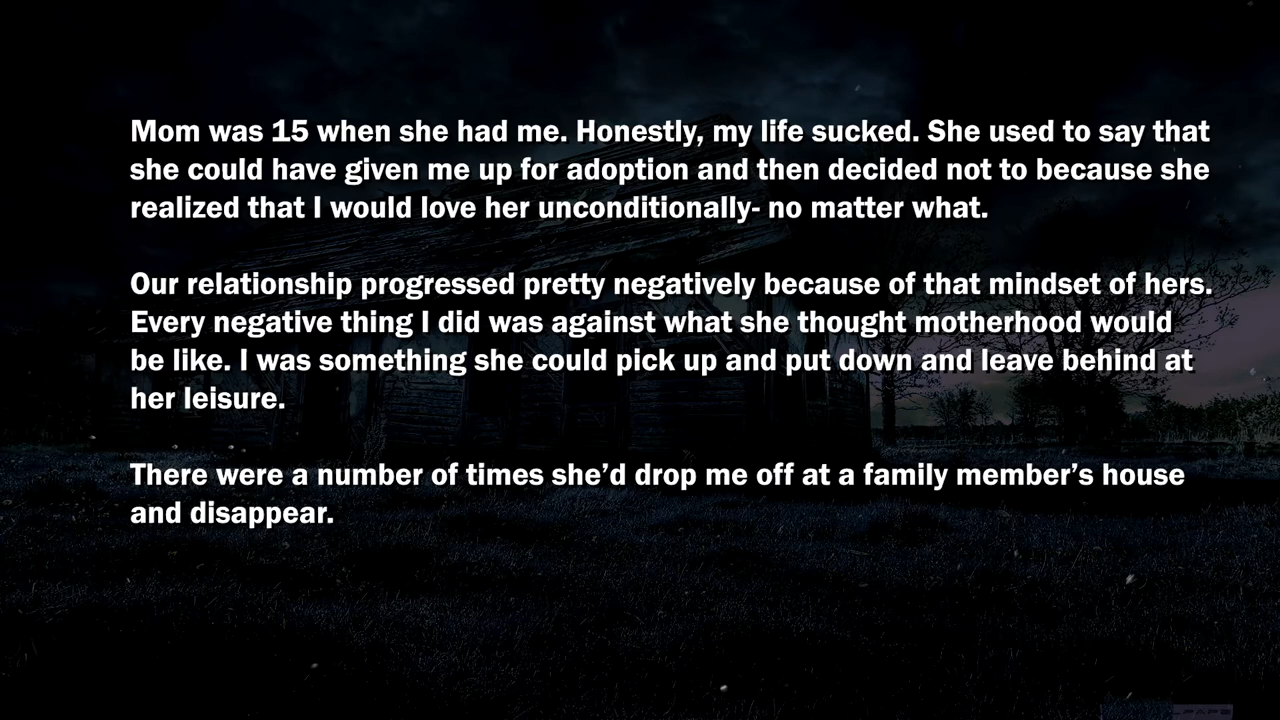 Mom was 15 when she had me. Honestly, my life sucked. She used to say that
she could have given me up for adoption and then decided not to because she
realized that I would love her unconditionally- no matter what.
Our relationship progressed pretty negatively because of that mindset of hers.
Every negative thing I did was against what she thought motherhood would
be like. I was something she could pick up and put down and leave behind at
her leisure.
There were a number of times she’d drop me off at a family member’s house
and disappear.